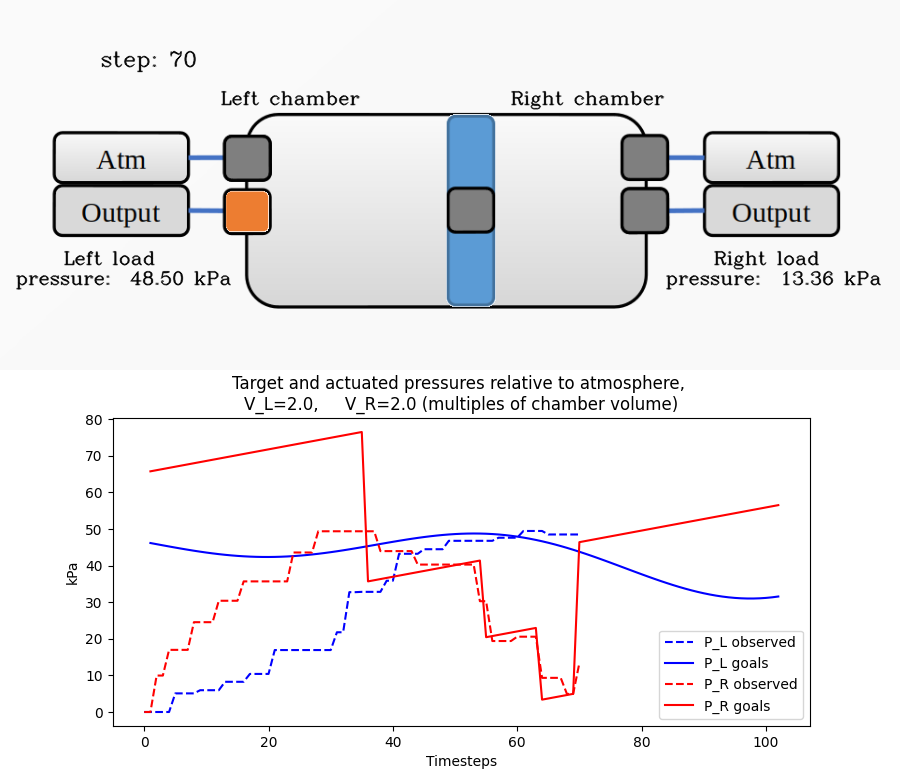 step: 70
Left chamber
Right chamber
Atm
Atm
Output
Output
Left load
pressure: 48.50 kPa
Right load
pressure: 13.36 kPa
Target and actuated pressures relative to atmosphere,
V_L=2.0, V_R=2.0 (multiples of chamber volume)
80
70
60
50
40
30
20
10
0
kPa
P_L observed
P_L goals
P_R observed
P_R goals
0 20 40 60 80 100
Timesteps